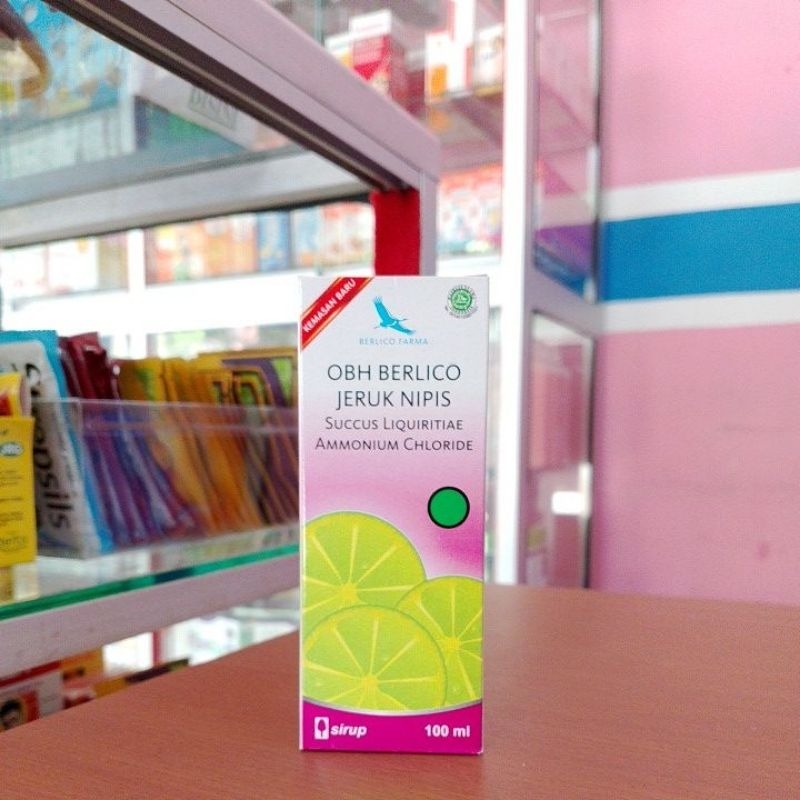 KEMASAN BARU
BERLICO FARMA
OBH BERLICO
JERUK NIPIS
SUCCUS LIQUIRITIAE
AMMONIUM CHLORIDE
sirup
100 ml